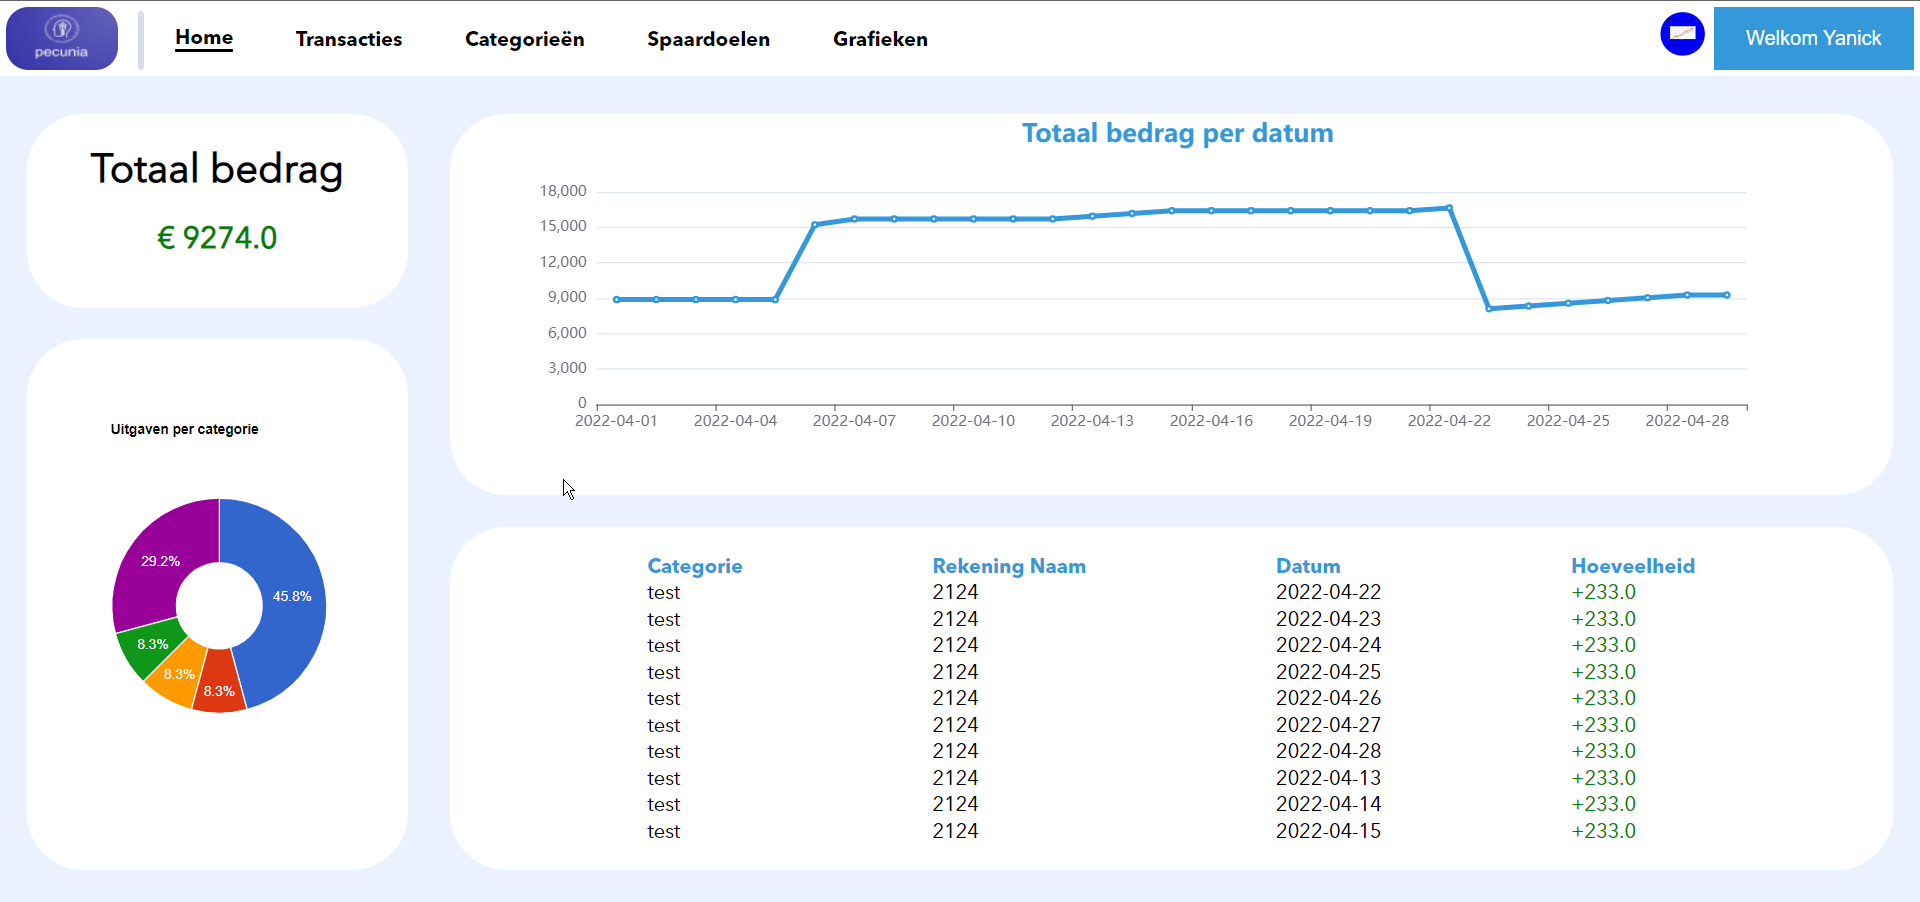 pecunia
Home Transacties Categorieën Spaardoelen Grafieken
Welkom Yanick
Totaal bedrag
€ 9274.0
Uitgaven per categorie
29.2%
45.8%
8.3%
8.3%
8.3%
Totaal bedrag per datum
18,000
15,000
12,000
9,000
6,000
3,000
0
2022-04-01 2022-04-04 2022-04-07 2022-04-10 2022-04-13 2022-04-16 2022-04-19 2022-04-22 2022-04-25 2022-04-28
Categorie Rekening Naam Datum Hoeveelheid
test 2124 2022-04-22 +233.0
test 2124 2022-04-23 +233.0
test 2124 2022-04-24 +233.0
test 2124 2022-04-25 +233.0
test 2124 2022-04-26 +233.0
test 2124 2022-04-27 +233.0
test 2124 2022-04-28 +233.0
test 2124 2022-04-13 +233.0
test 2124 2022-04-14 +233.0
test 2124 2022-04-15 +233.0